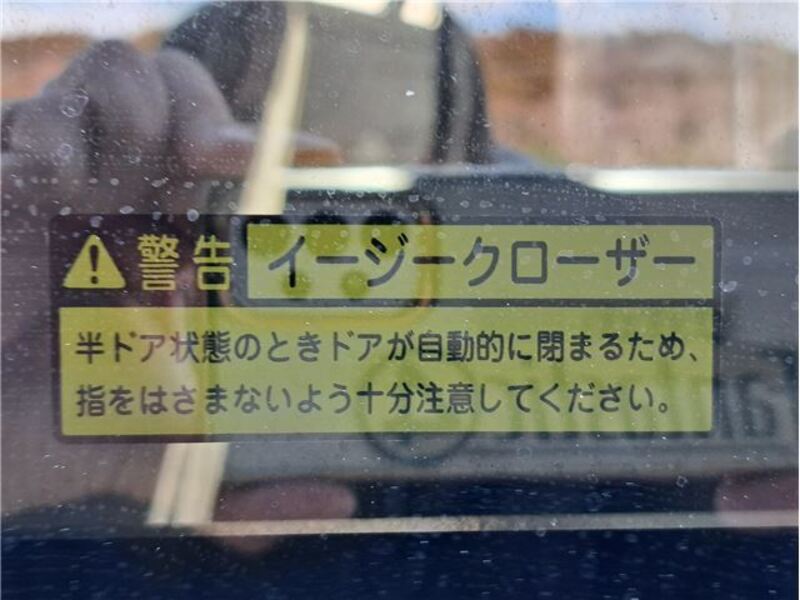 警告 イージークローザー
半ドア状態のときドアが自動的に閉まるため、
指をはさまないよう十分注意してください。